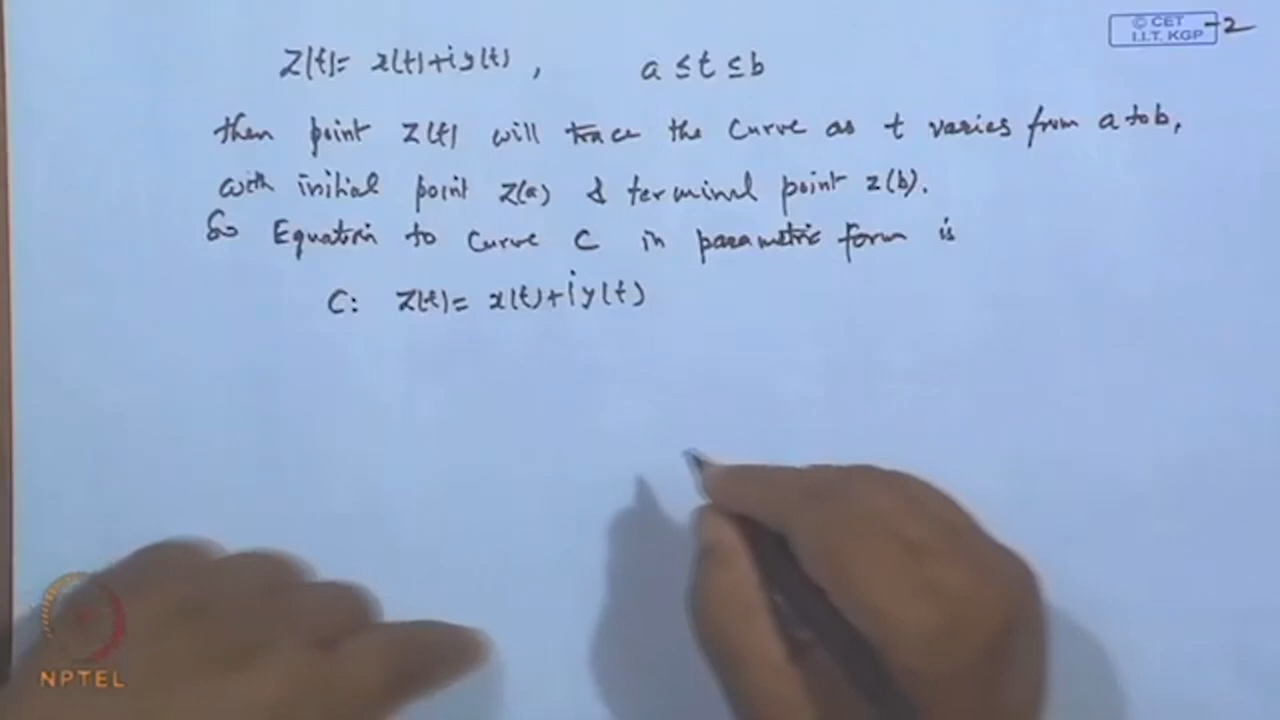 © CET
I.I.T. KGP
-2
z(t)= x(t)+iy(t), a ≤ t ≤ b
then point z(t) will trace the curve as t varies from a to b,
with initial point z(a) & terminal point z(b).
So Equation to curve C in parametric form is
C: z(t)= x(t)+iy(t)
NPTEL